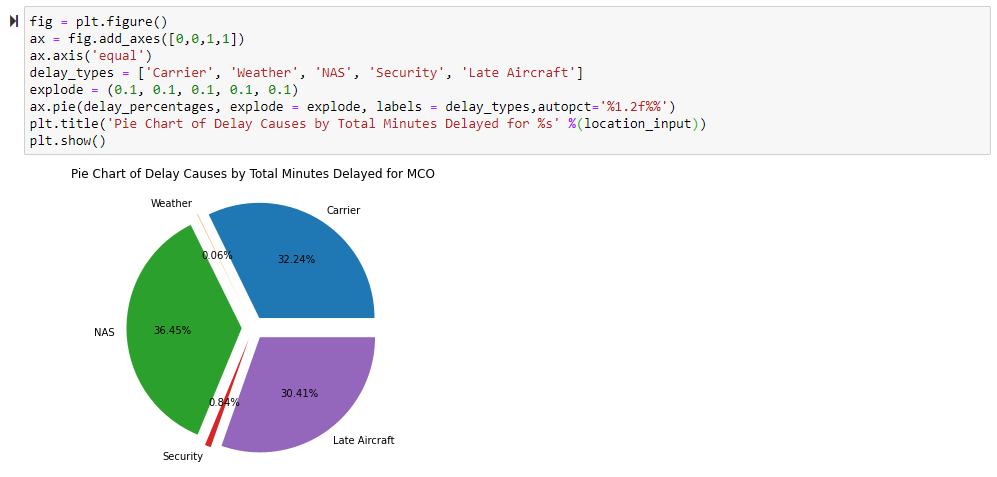 fig = plt.figure()
ax = fig.add_axes([0,0,1,1])
ax.axis('equal')
delay_types = ['Carrier', 'Weather', 'NAS', 'Security', 'Late Aircraft']
explode = (0.1, 0.1, 0.1, 0.1, 0.1)
ax.pie(delay_percentages, explode = explode, labels = delay_types,autopct='%1.2f%%')
plt.title('Pie Chart of Delay Causes by Total Minutes Delayed for %s' %(location_input))
plt.show()
Pie Chart of Delay Causes by Total Minutes Delayed for MCO
Weather
Carrier
0.06%
32.24%
NAS
36.45%
30.41%
0.84%
Late Aircraft
Security